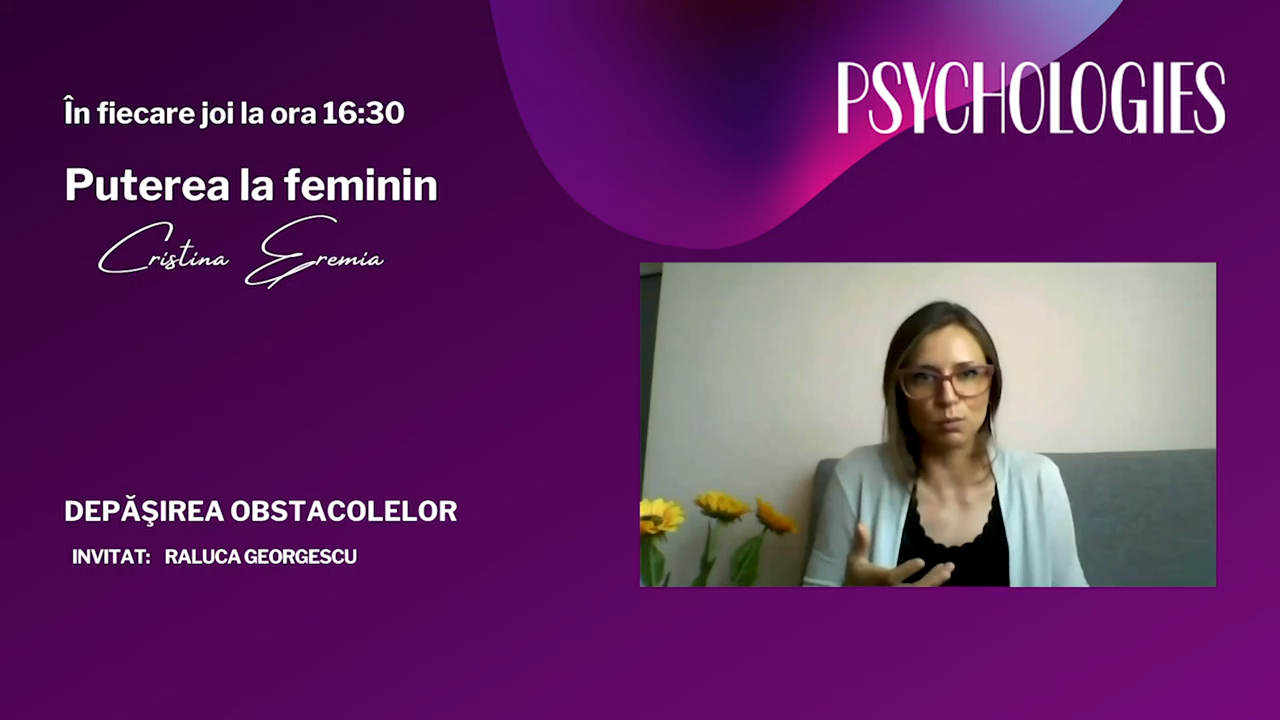 În fiecare joi la ora 16:30
PSYCHOLOGIES
Puterea la feminin
Cristina Eremia
DEPĂŞIREA OBSTACOLELOR
INVITAT: RALUCA GEORGESCU